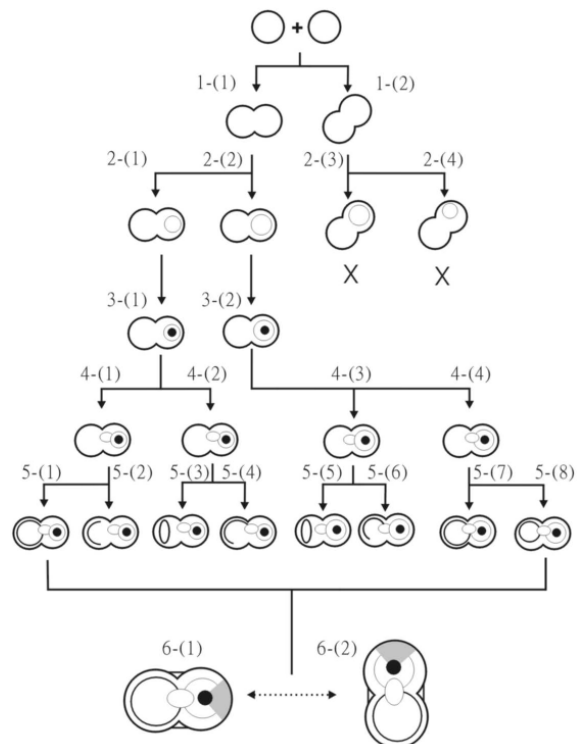 +
1-(1) 1-(2)
2-(1) 2-(2) 2-(3) 2-(4)
X X
3-(1) 3-(2)
4-(1) 4-(2) 4-(3) 4-(4)
5-(1) 5-(2) 5-(3) 5-(4) 5-(5) 5-(6) 5-(7) 5-(8)
6-(1) 6-(2)